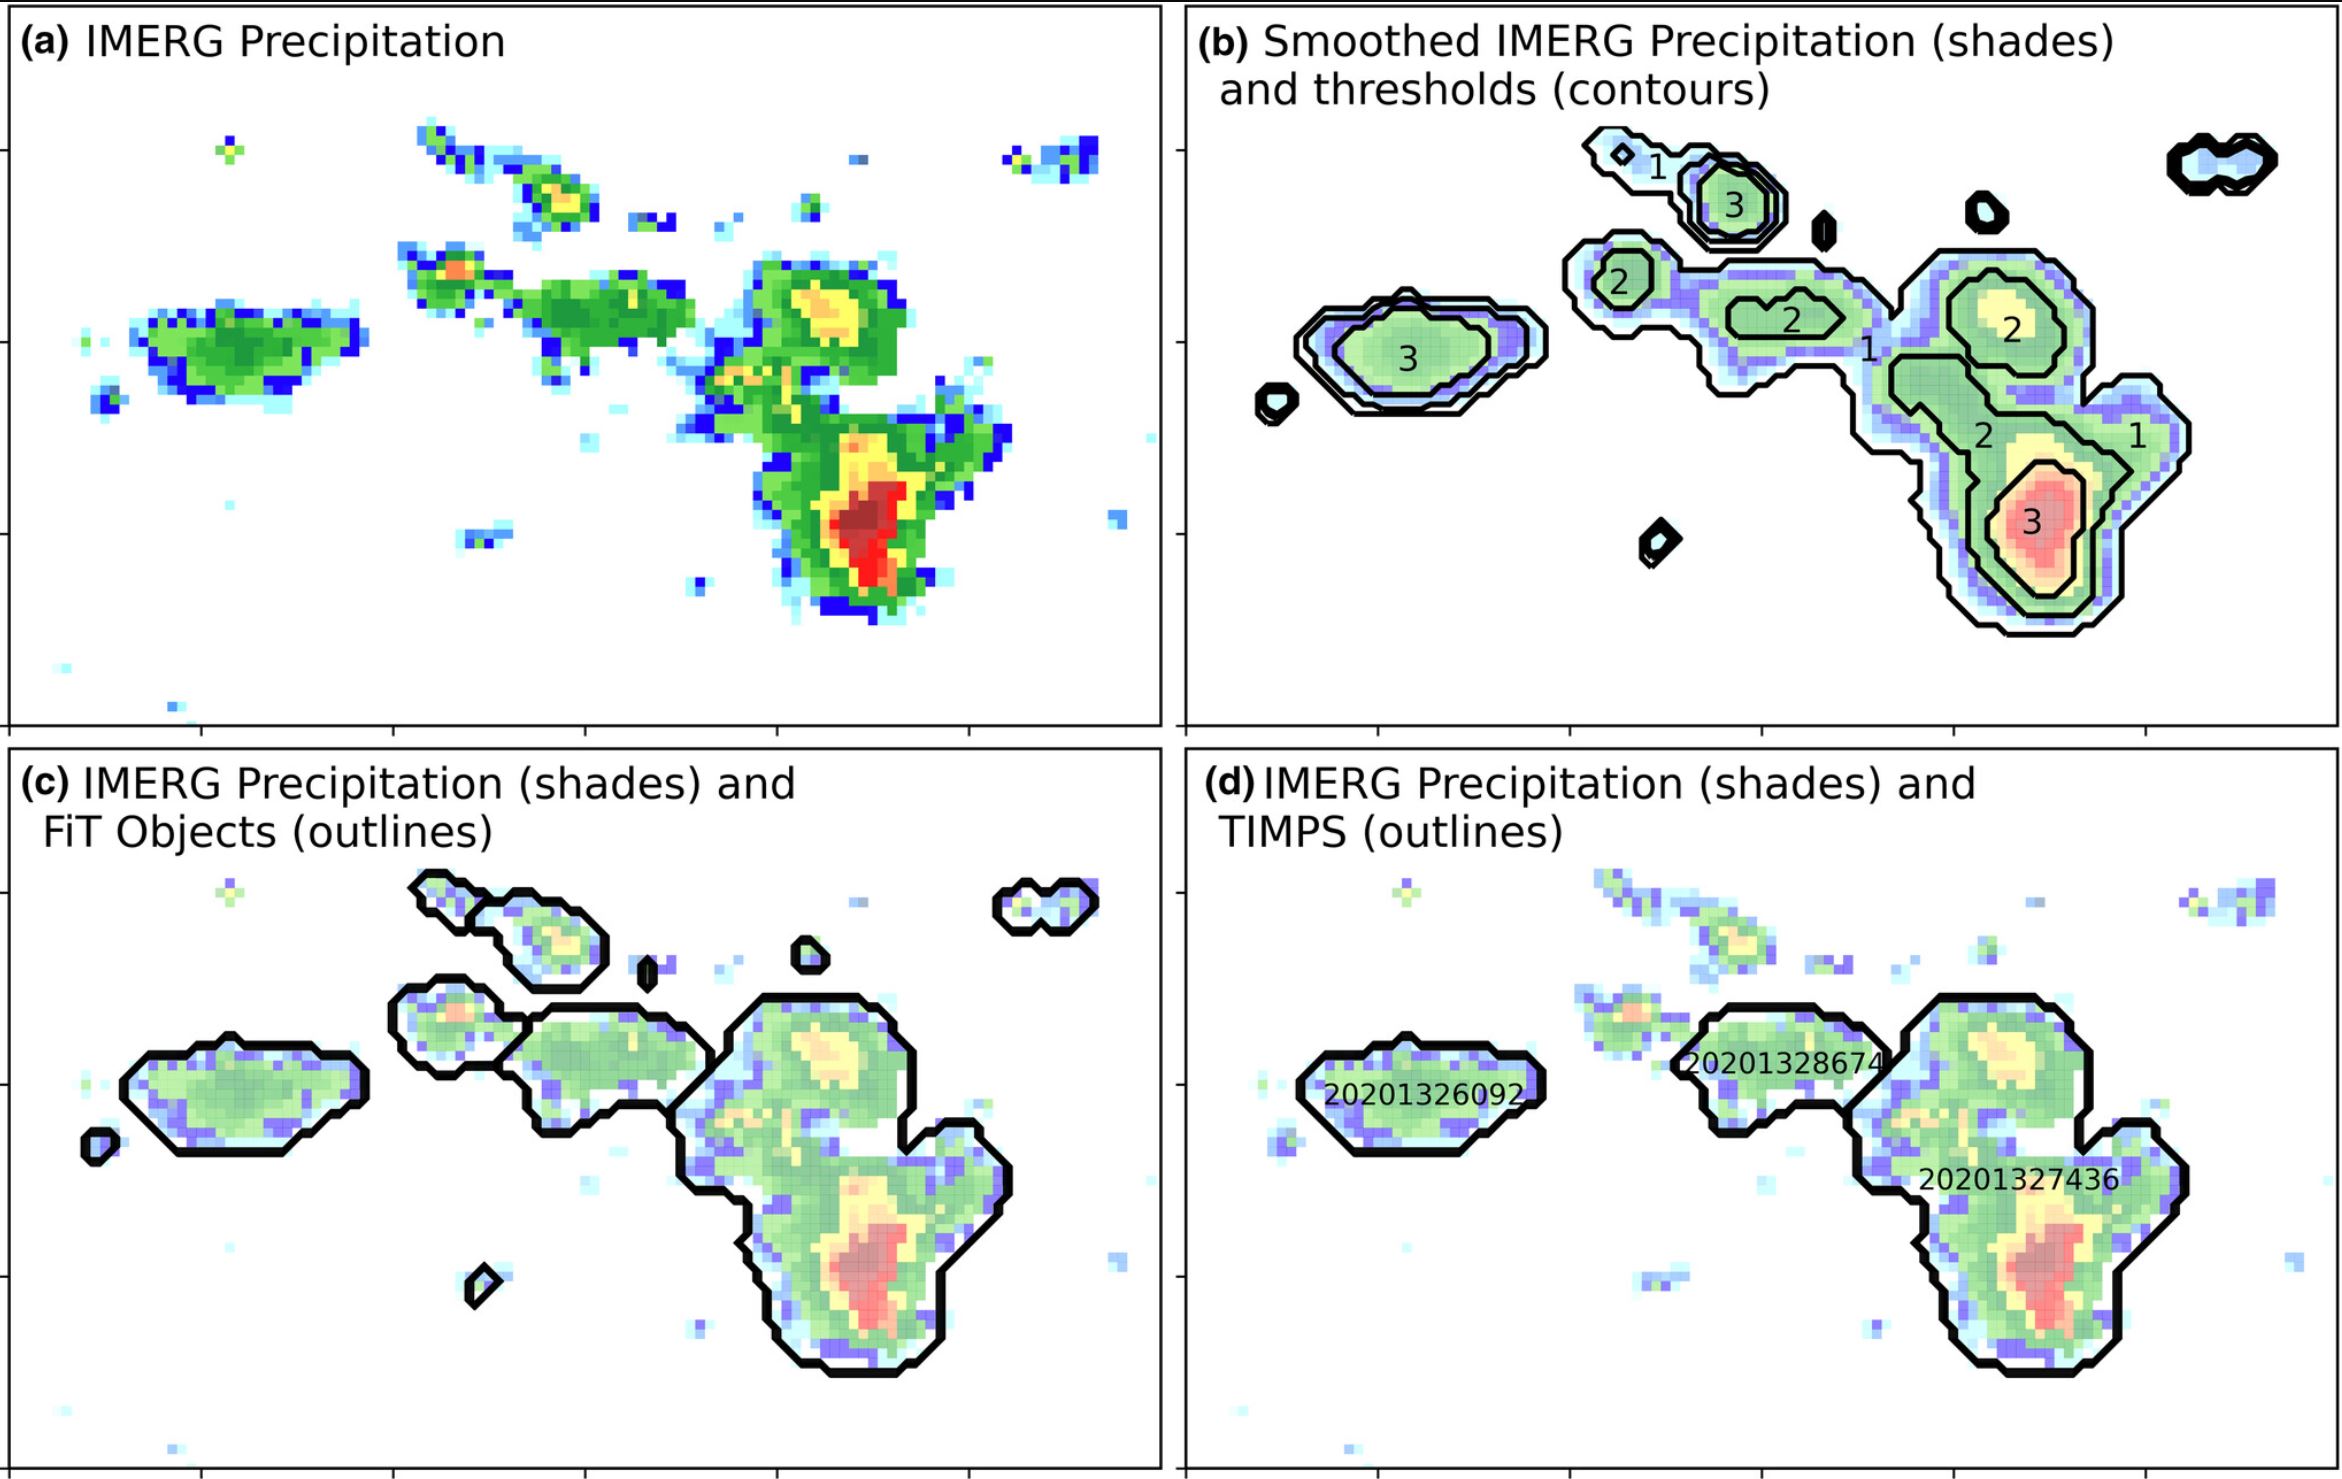 (a) IMERG Precipitation
(b) Smoothed IMERG Precipitation (shades)
and thresholds (contours)
1
3
2
2
2
1
3
2
1
3
(c) IMERG Precipitation (shades) and
FiT Objects (outlines)
(d) IMERG Precipitation (shades) and
TIMPS (outlines)
20201328674
20201326092
20201327436